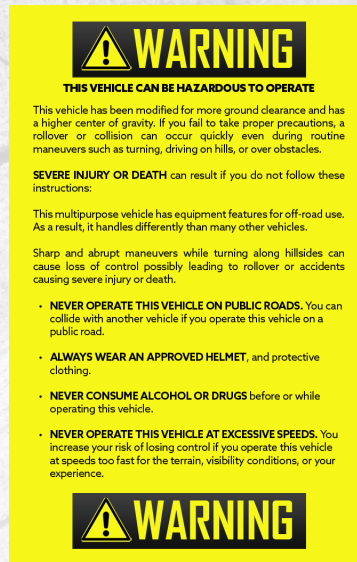 WARNING
THIS VEHICLE CAN BE HAZARDOUS TO OPERATE
This vehicle has been modified for more ground clearance and has
a higher center of gravity. If you fail to take proper precautions, a
rollover or collision can occur quickly even during routine
maneuvers such as turning, driving on hills, or over obstacles.
SEVERE INJURY OR DEATH can result if you do not follow these
instructions:
This multipurpose vehicle has equipment features for off-road use.
As a result, it handles differently than many other vehicles.
Sharp and abrupt maneuvers while turning along hillsides can
cause loss of control possibly leading to rollover or accidents
causing severe injury or death.
• NEVER OPERATE THIS VEHICLE ON PUBLIC ROADS. You can
collide with another vehicle if you operate this vehicle on a
public road.
• ALWAYS WEAR AN APPROVED HELMET, and protective
clothing.
• NEVER CONSUME ALCOHOL OR DRUGS before or while
operating this vehicle.
• NEVER OPERATE THIS VEHICLE AT EXCESSIVE SPEEDS. You
increase your risk of losing control if you operate this vehicle
at speeds too fast for the terrain, visibility conditions, or your
experience.
WARNING